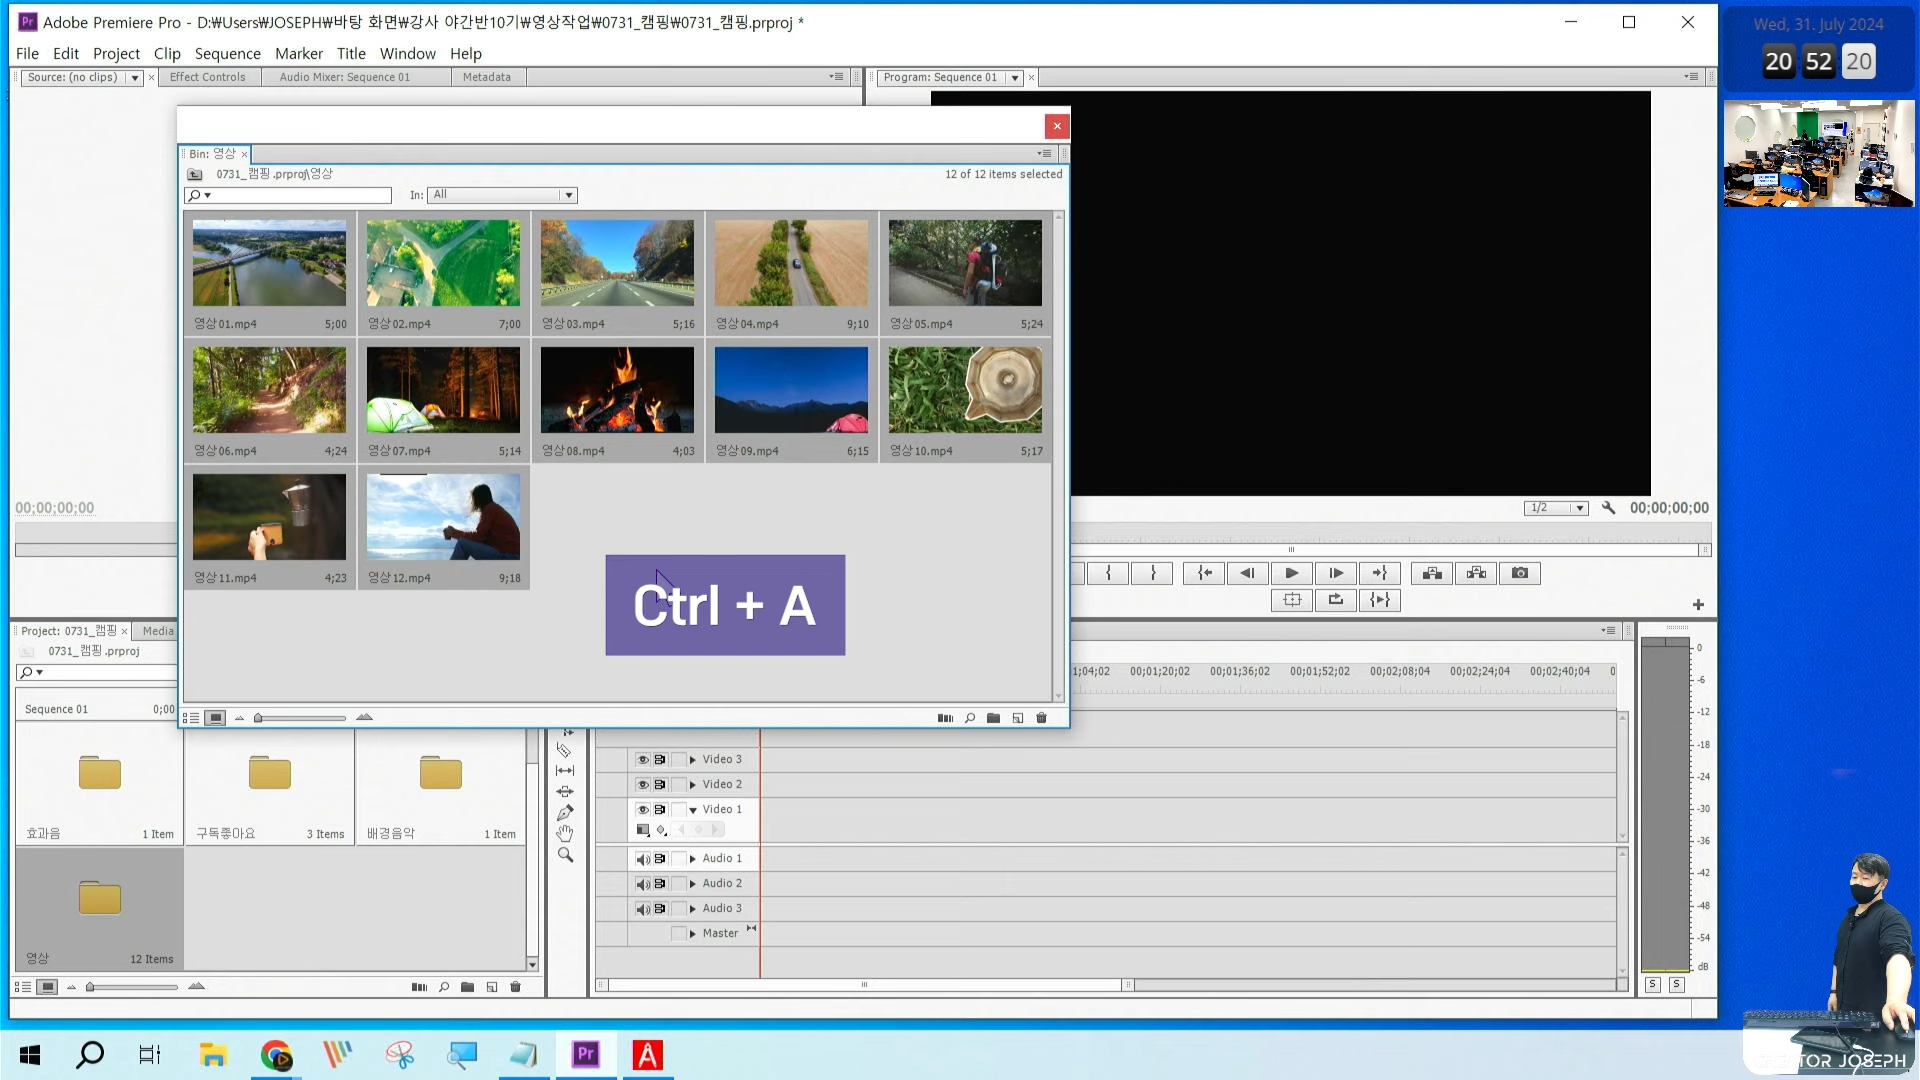 Adobe Premiere Pro - D:₩Users₩JOSEPH₩바탕 화면₩강사 야간반10기₩영상작업₩0731_캠핑₩0731_캠핑.prproj *
Wed, 31. July 2024
20 52 20
File Edit Project Clip Sequence Marker Title Window Help
Source: (no clips) Effect Controls Audio Mixer: Sequence 01 Metadata
Program: Sequence 01
Bin: 영상
0731_캠핑.prproj\영상
12 of 12 items selected
In: All
영상01.mp4 5;00
영상02.mp4 7;00
영상03.mp4 5;16
영상04.mp4 9;10
영상05.mp4 5;24
영상06.mp4 4;24
영상07.mp4 5;14
영상08.mp4 4;03
영상09.mp4 6;15
영상10.mp4 5;17
영상11.mp4 4;23
영상12.mp4 9;18
Ctrl + A
00;00;00;00
1/2
00;00;00;00
Project: 0731_캠핑 Media
0731_캠핑.prproj
Sequence 01 0;00
효과음 1 Item
구독좋아요 3 Items
배경음악 1 Item
영상 12 Items
1;04;02 00;01;20;02 00;01;36;02 00;01;52;02 00;02;08;04 00;02;24;04 00;02;40;04 0
Video 3
Video 2
Video 1
Audio 1
Audio 2
Audio 3
Master
0
-6
-12
-18
-24
-30
-36
-42
-48
-54
dB
S S
Pr
JOSEPH